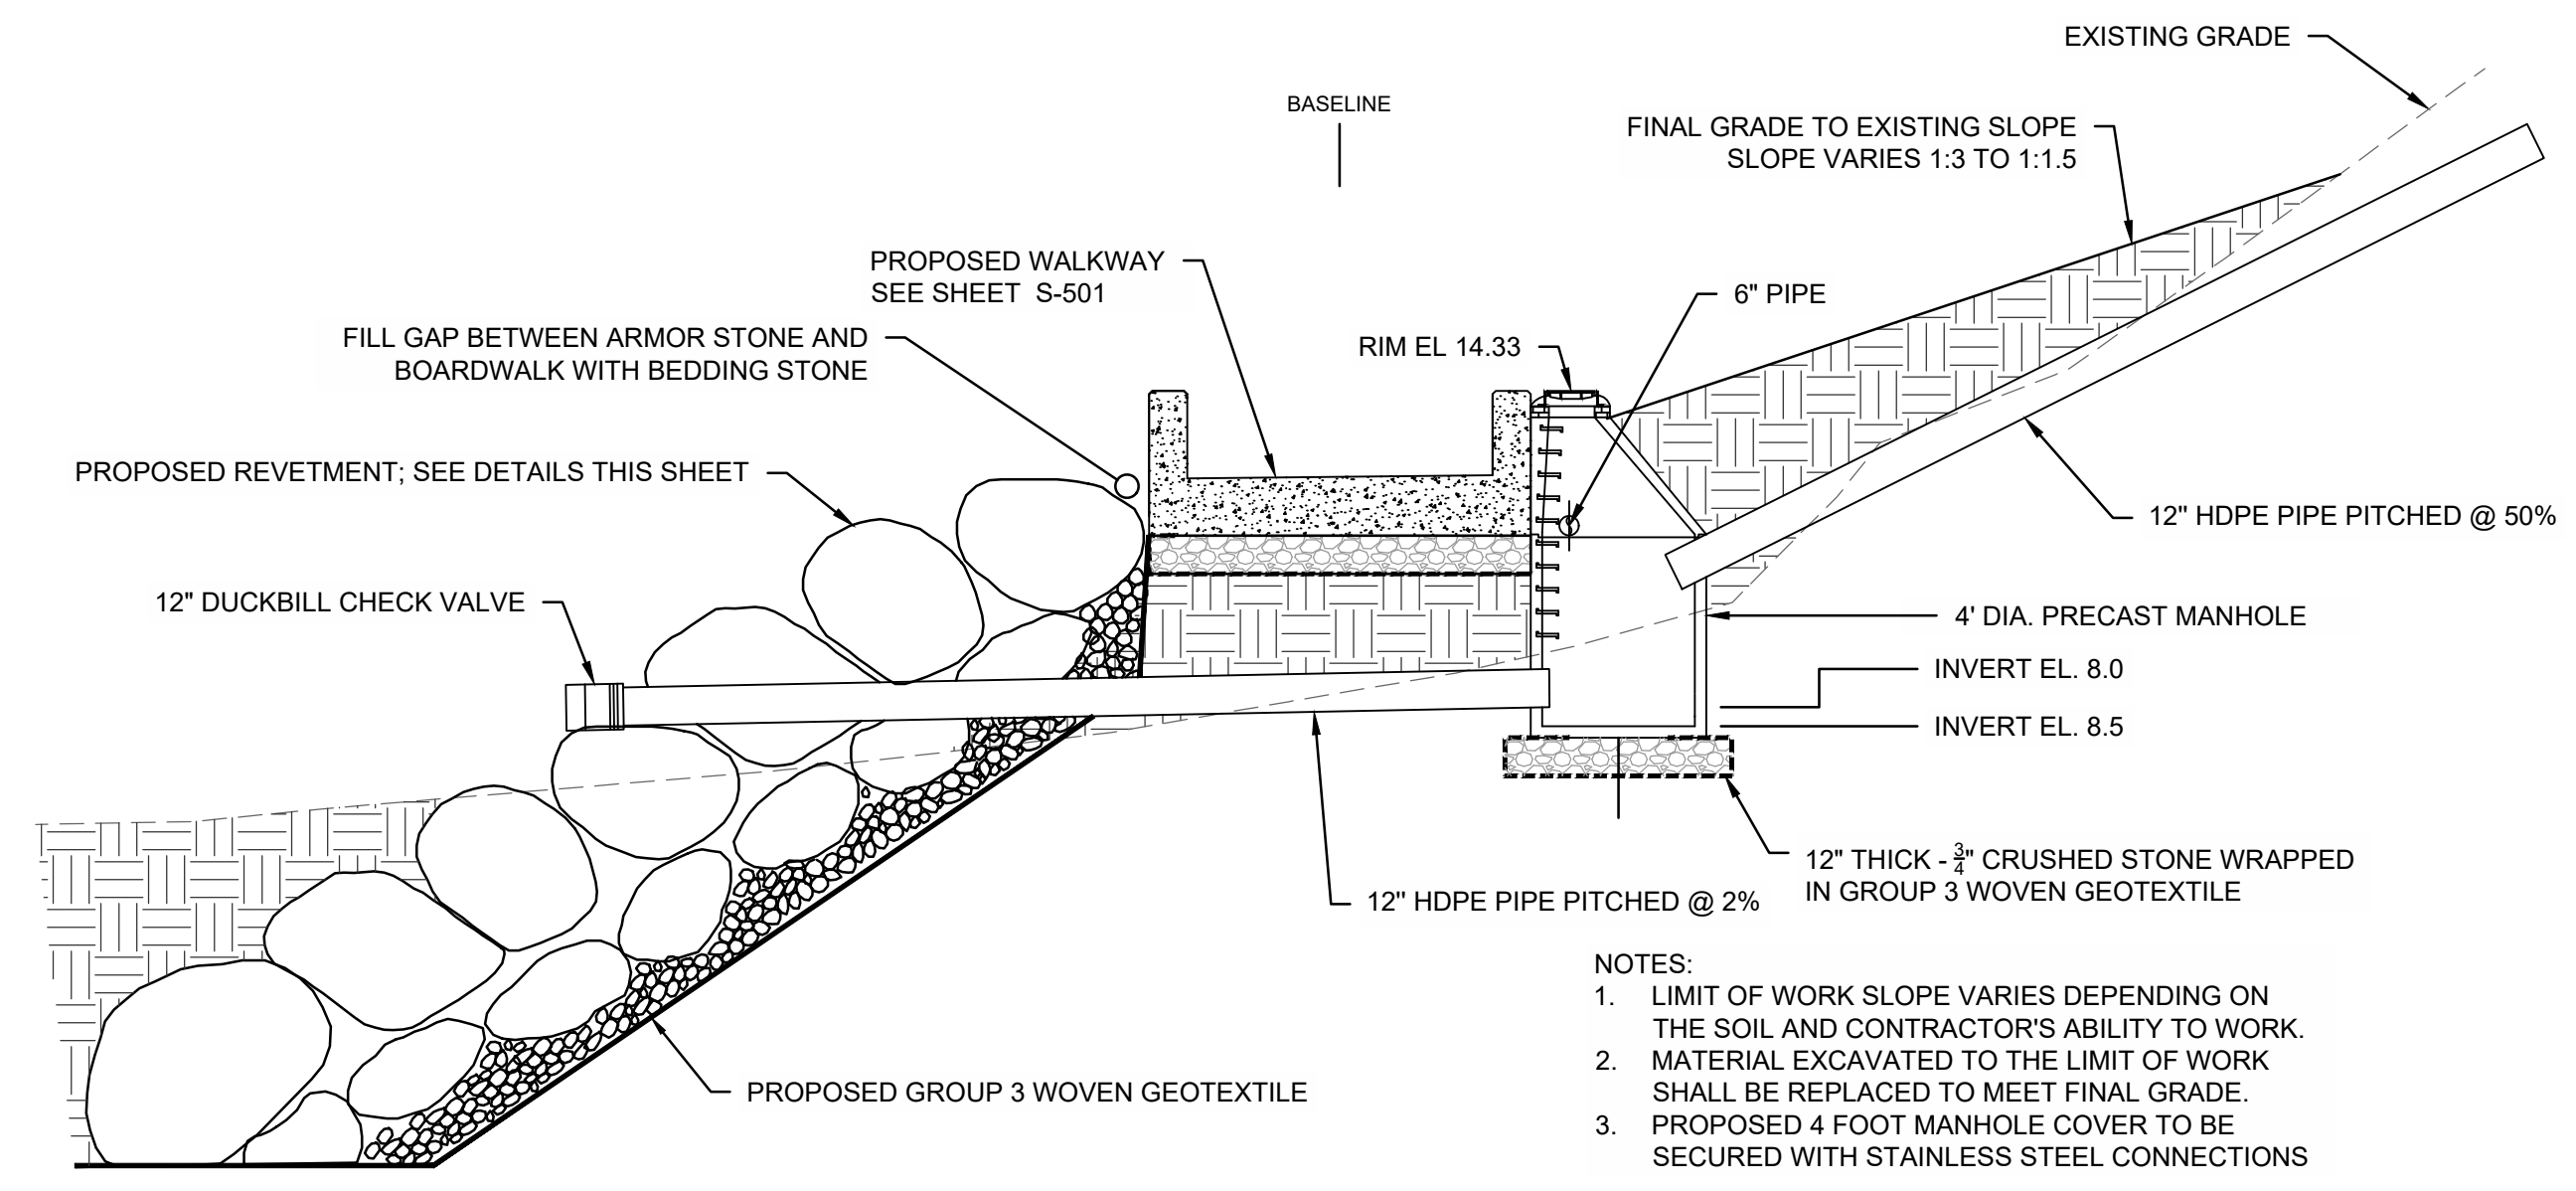 EXISTING GRADE
BASELINE
FINAL GRADE TO EXISTING SLOPE
SLOPE VARIES 1:3 TO 1:1.5
PROPOSED WALKWAY
SEE SHEET S-501
6" PIPE
FILL GAP BETWEEN ARMOR STONE AND
BOARDWALK WITH BEDDING STONE
RIM EL 14.33
PROPOSED REVETMENT; SEE DETAILS THIS SHEET
12" HDPE PIPE PITCHED @ 50%
12" DUCKBILL CHECK VALVE
4' DIA. PRECAST MANHOLE
INVERT EL. 8.0
INVERT EL. 8.5
12" THICK - 3/4" CRUSHED STONE WRAPPED
IN GROUP 3 WOVEN GEOTEXTILE
12" HDPE PIPE PITCHED @ 2%
PROPOSED GROUP 3 WOVEN GEOTEXTILE
NOTES:
1. LIMIT OF WORK SLOPE VARIES DEPENDING ON
THE SOIL AND CONTRACTOR'S ABILITY TO WORK.
2. MATERIAL EXCAVATED TO THE LIMIT OF WORK
SHALL BE REPLACED TO MEET FINAL GRADE.
3. PROPOSED 4 FOOT MANHOLE COVER TO BE
SECURED WITH STAINLESS STEEL CONNECTIONS